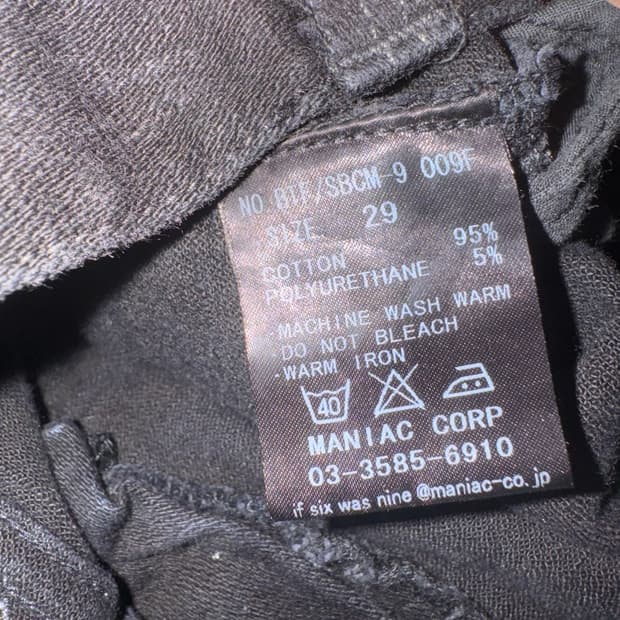 NO. BTF/SBCM-9 009F
SIZE 29
COTTON 95%
POLYURETHANE 5%
·MACHINE WASH WARM
·DO NOT BLEACH
·WARM IRON
40
MANIAC CORP
03-3585-6910
if six was nine @maniac-co.jp